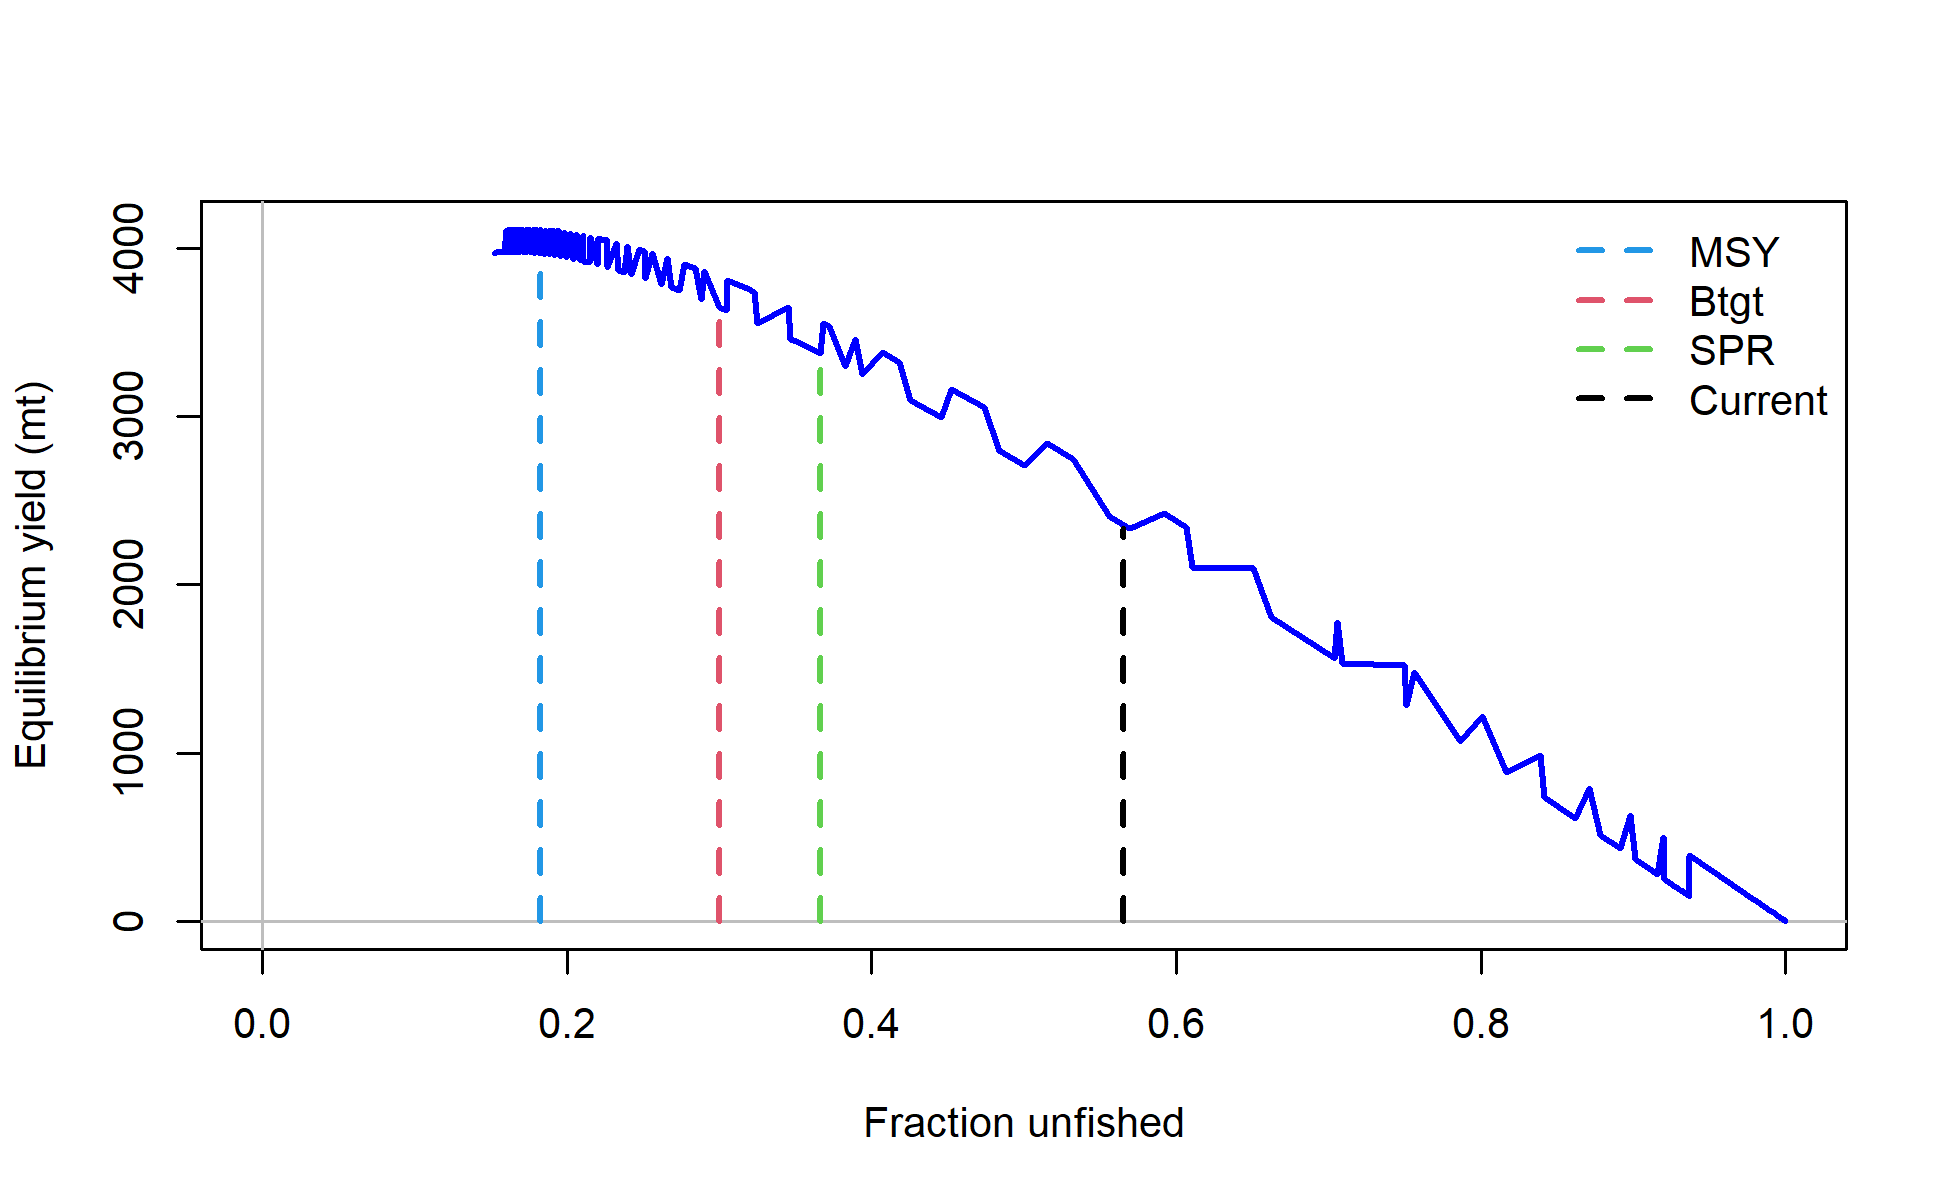 Equilibrium yield (mt)
4000
3000
2000
1000
0
MSY
Btgt
SPR
Current
0.0 0.2 0.4 0.6 0.8 1.0
Fraction unfished